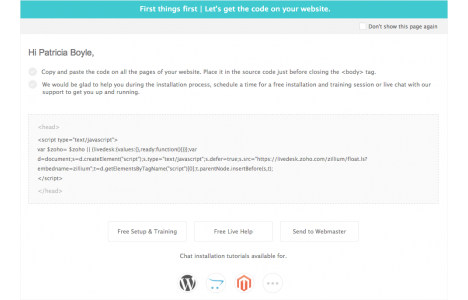 First things first | Let's get the code on your website.
Don't show this page again
Hi Patricia Boyle,
Copy and paste the code on all the pages of your website. Place it in the source code just before closing the <body> tag.
We would be glad to help you during the installation process, schedule a time for a free installation and training session or live chat with our
support to get you up and running.
<head>
<script type="text/javascript">
var $zoho= $zoho || {livedesk:{values:{},ready:function(){}}};var
d=document;s=d.createElement("script");s.type="text/javascript";s.defer=true;s.src="https://livedesk.zoho.com/zillium/float.ls?
embedname=zillium";t=d.getElementsByTagName("script")[0];t.parentNode.insertBefore(s,t);
</script>
</head>
Free Setup & Training
Free Live Help
Send to Webmaster
Chat installation tutorials available for.